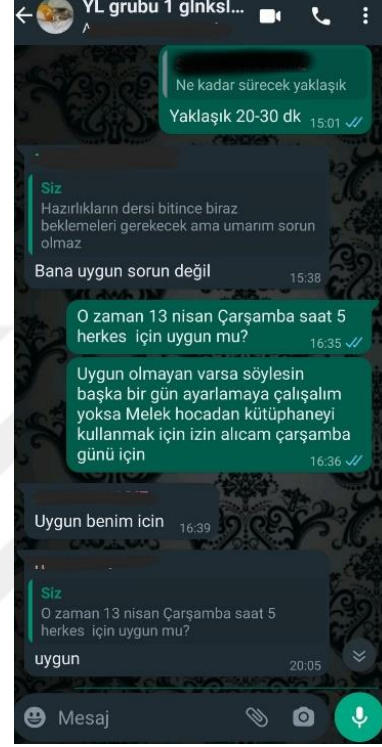 YL grubu 1 glnksl...
Ne kadar sürecek yaklaşık
Yaklaşık 20-30 dk 15:01
Siz
Hazırlıkların dersi bitince biraz
beklemeleri gerekecek ama umarım sorun
olmaz
Bana uygun sorun değil 15:38
O zaman 13 nisan Çarşamba saat 5
herkes için uygun mu? 16:35
Uygun olmayan varsa söylesin
başka bir gün ayarlamaya çalışalım
yoksa Melek hocadan kütüphaneyi
kullanmak için izin alıcam çarşamba
günü için 16:36
Uygun benim icin 16:39
Siz
O zaman 13 nisan Çarşamba saat 5
herkes için uygun mu?
uygun 20:05
Mesaj